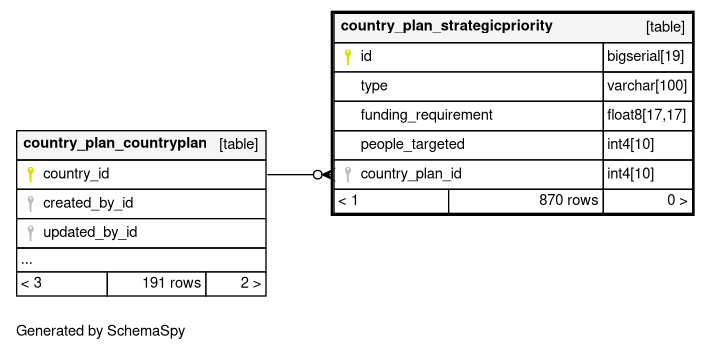 country_plan_strategicpriority [table]
id bigserial[19]
type varchar[100]
funding_requirement float8[17,17]
people_targeted int4[10]
country_plan_id int4[10]
< 1 870 rows 0 >
country_plan_countryplan [table]
country_id
created_by_id
updated_by_id
...
< 3 191 rows 2 >
Generated by SchemaSpy